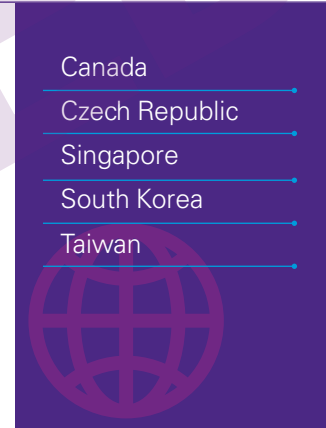 Canada
Czech Republic
Singapore
South Korea
Taiwan